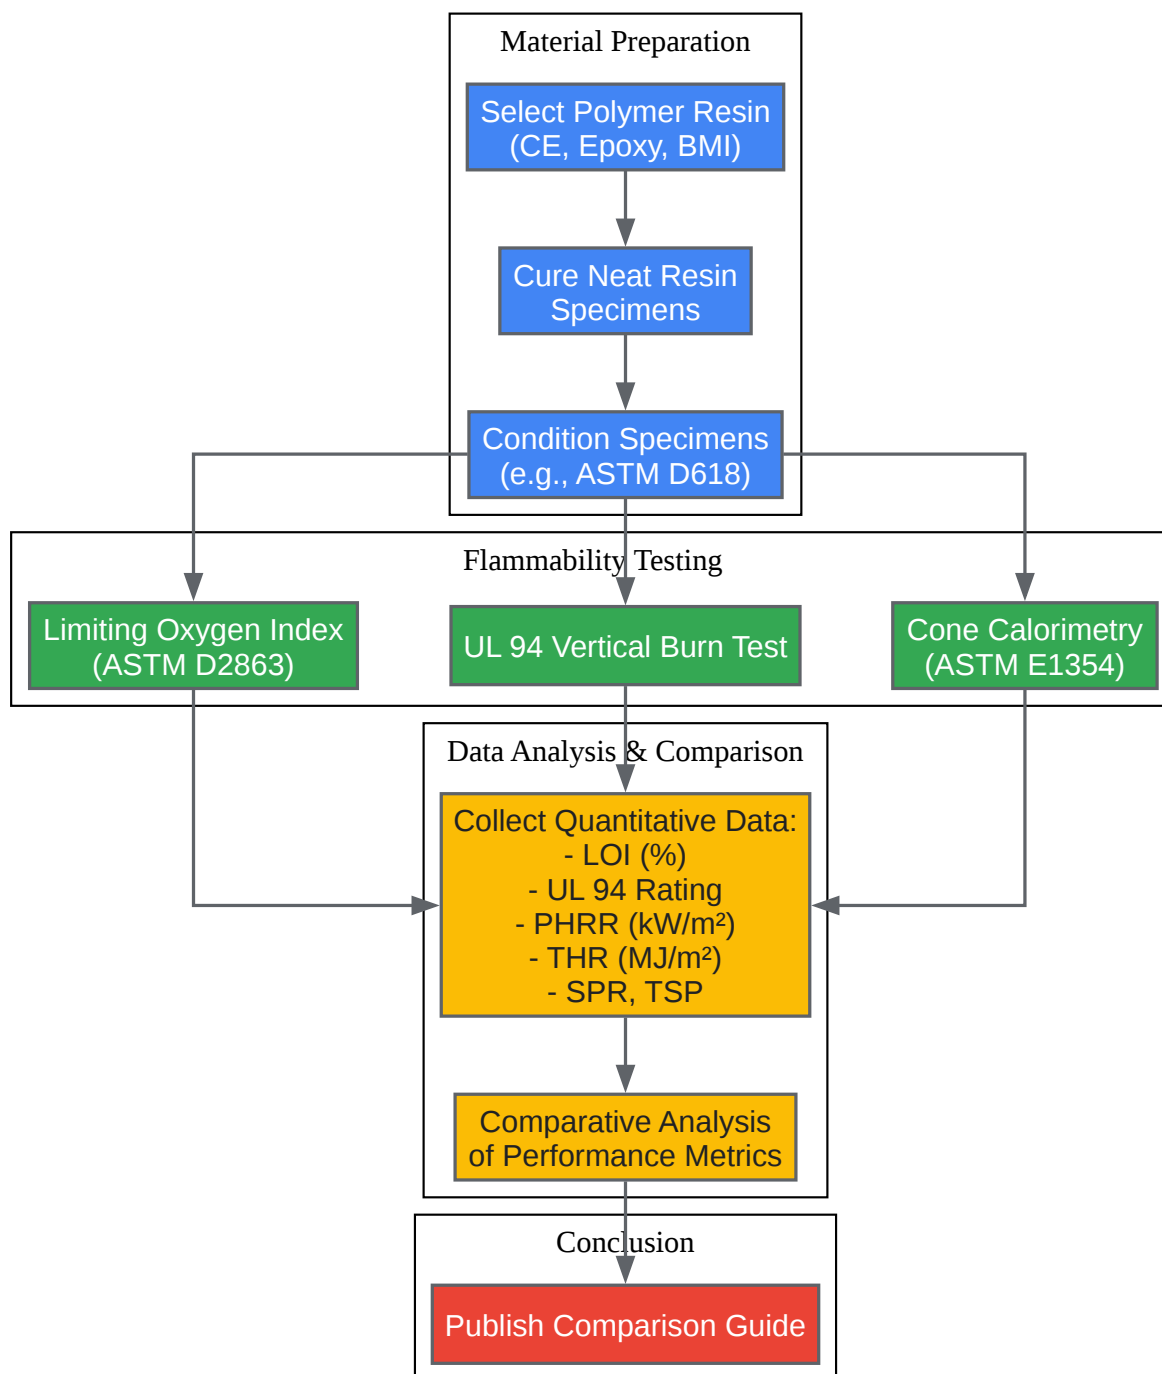 Material Preparation
Select Polymer Resin
(CE, Epoxy, BMI)
Cure Neat Resin
Specimens
Condition Specimens
(e.g., ASTM D618)
Flammability Testing
Limiting Oxygen Index
(ASTM D2863)
UL 94 Vertical Burn Test
Cone Calorimetry
(ASTM E1354)
Data Analysis & Comparison
Collect Quantitative Data:
- LOI (%)
- UL 94 Rating
- PHRR (kW/m²)
- THR (MJ/m²)
- SPR, TSP
Comparative Analysis
of Performance Metrics
Conclusion
Publish Comparison Guide